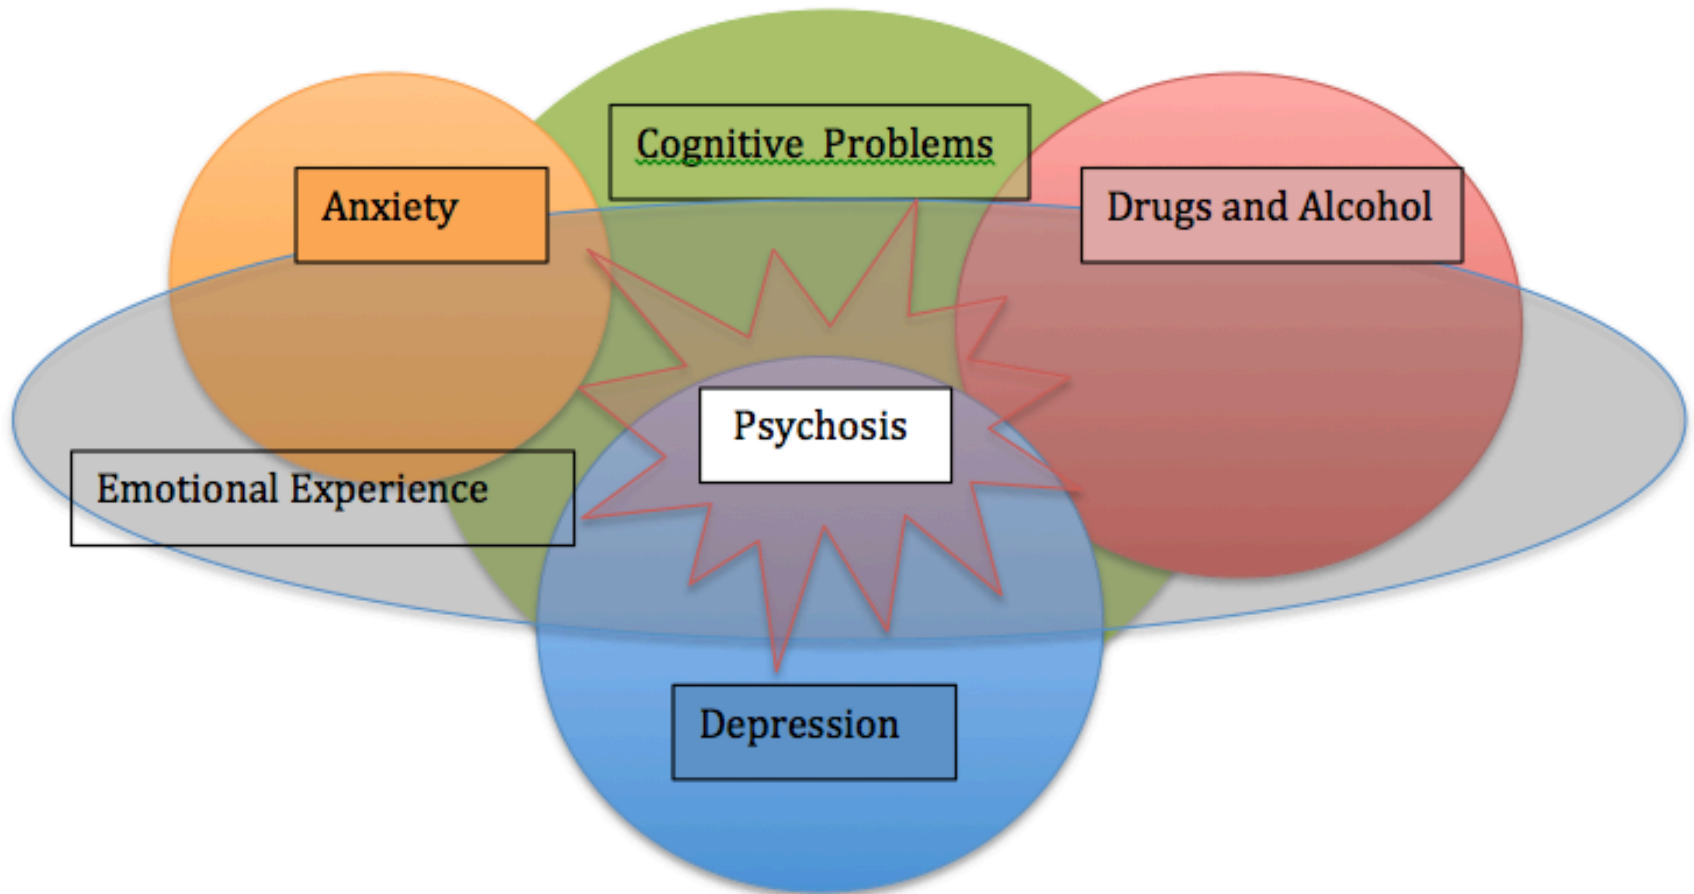 Cognitive Problems
Anxiety
Drugs and Alcohol
Psychosis
Emotional Experience
Depression